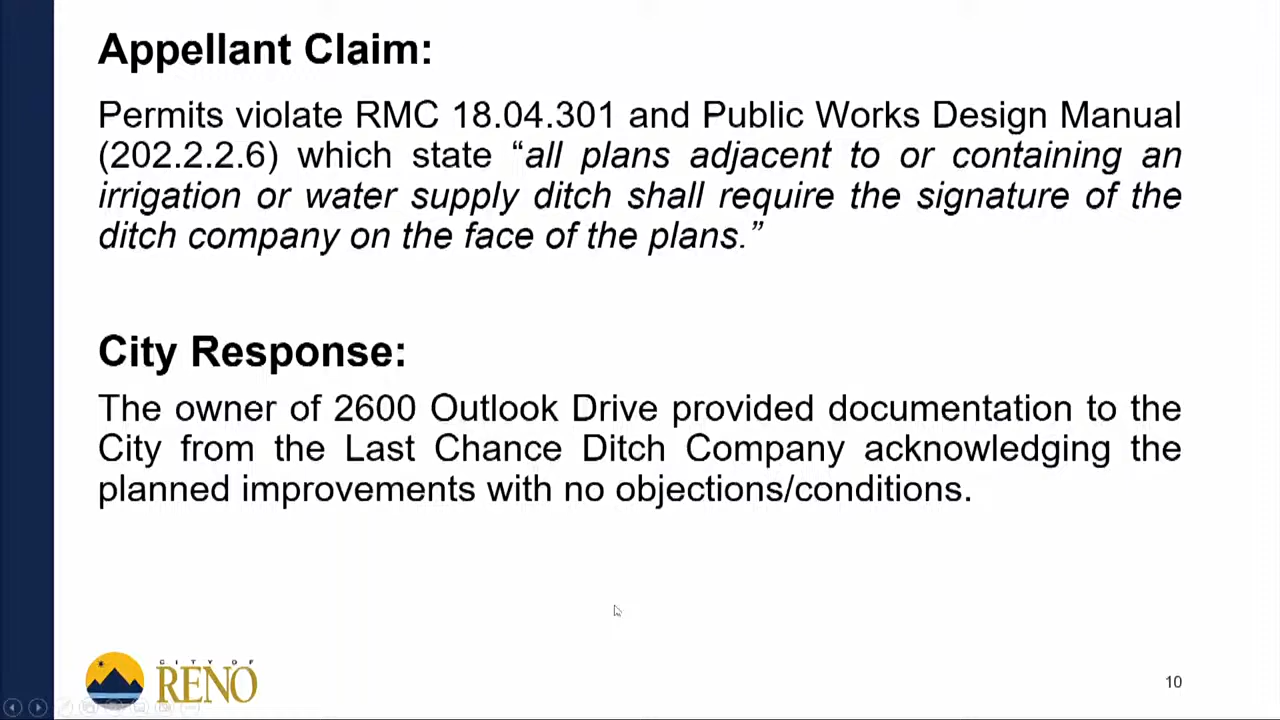 Appellant Claim:
Permits violate RMC 18.04.301 and Public Works Design Manual
(202.2.2.6) which state “all plans adjacent to or containing an
irrigation or water supply ditch shall require the signature of the
ditch company on the face of the plans.”
City Response:
The owner of 2600 Outlook Drive provided documentation to the
City from the Last Chance Ditch Company acknowledging the
planned improvements with no objections/conditions.
CITY OF
RENO
10